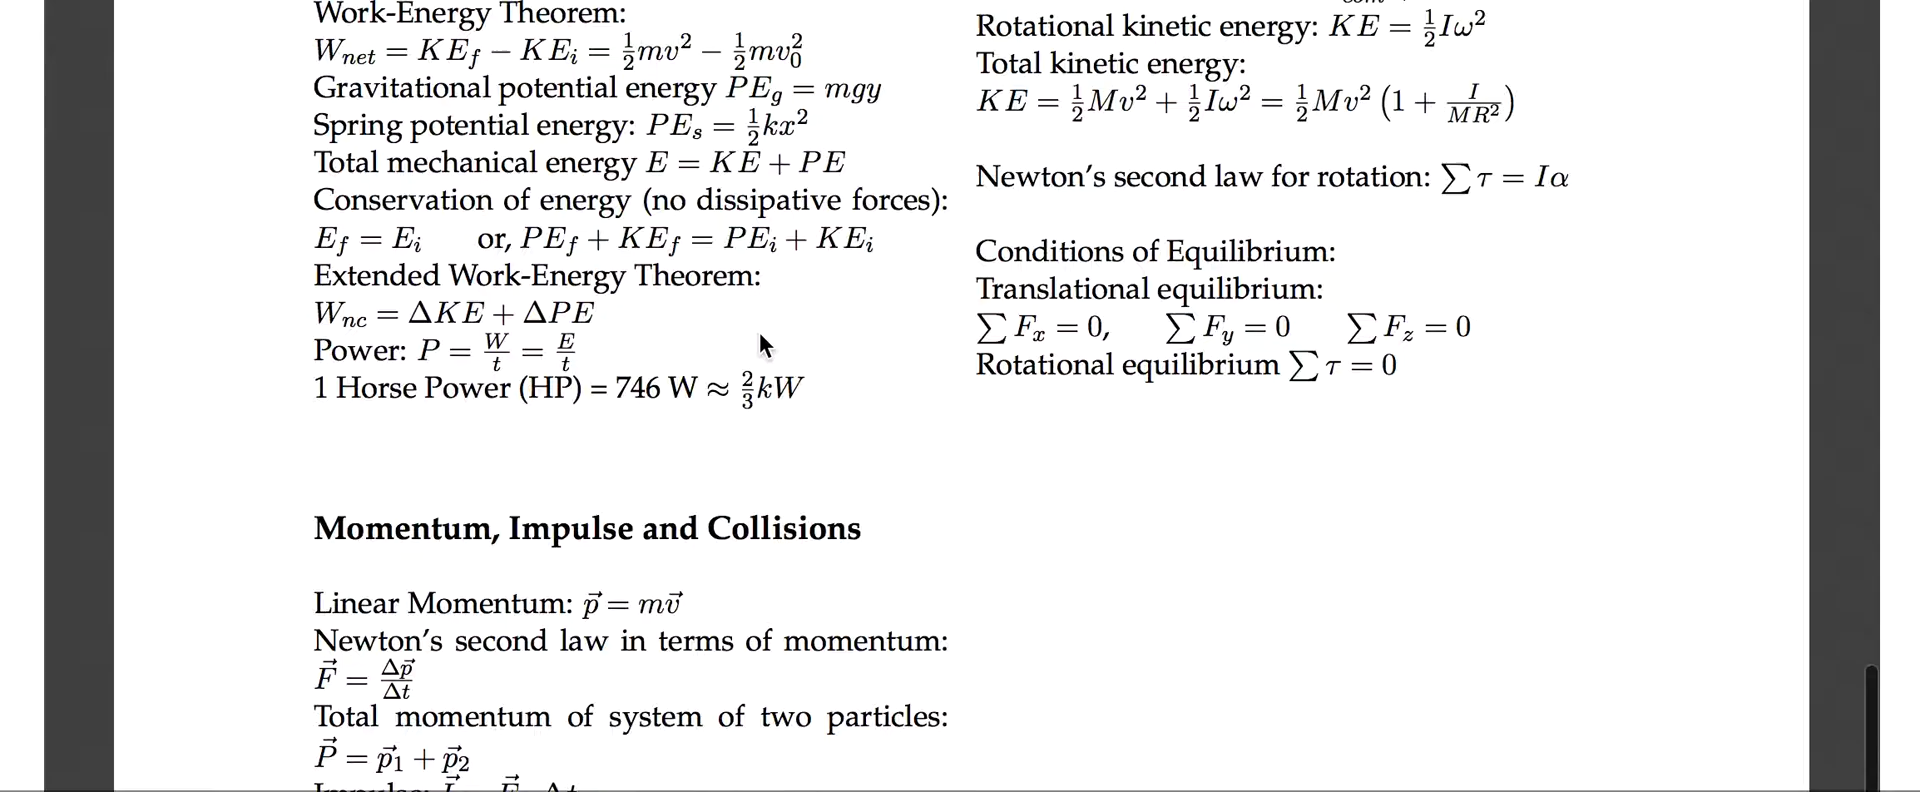 Work-Energy Theorem:
W_net = KE_f − KE_i = ½mv² − ½mv₀²
Gravitational potential energy PE_g = mgy
Spring potential energy: PE_s = ½kx²
Total mechanical energy E = KE + PE
Conservation of energy (no dissipative forces):
E_f = E_i or, PE_f + KE_f = PE_i + KE_i
Extended Work-Energy Theorem:
W_nc = ΔKE + ΔPE
Power: P = W/t = E/t
1 Horse Power (HP) = 746 W ≈ ⅔kW
Momentum, Impulse and Collisions
Linear Momentum: p⃗ = mv⃗
Newton's second law in terms of momentum:
F⃗ = Δp⃗/Δt
Total momentum of system of two particles:
P⃗ = p⃗₁ + p⃗₂
Rotational kinetic energy: KE = ½Iω²
Total kinetic energy:
KE = ½Mv² + ½Iω² = ½Mv² (1 + I/MR²)
Newton's second law for rotation: ∑τ = Iα
Conditions of Equilibrium:
Translational equilibrium:
∑F_x = 0, ∑F_y = 0 ∑F_z = 0
Rotational equilibrium ∑τ = 0